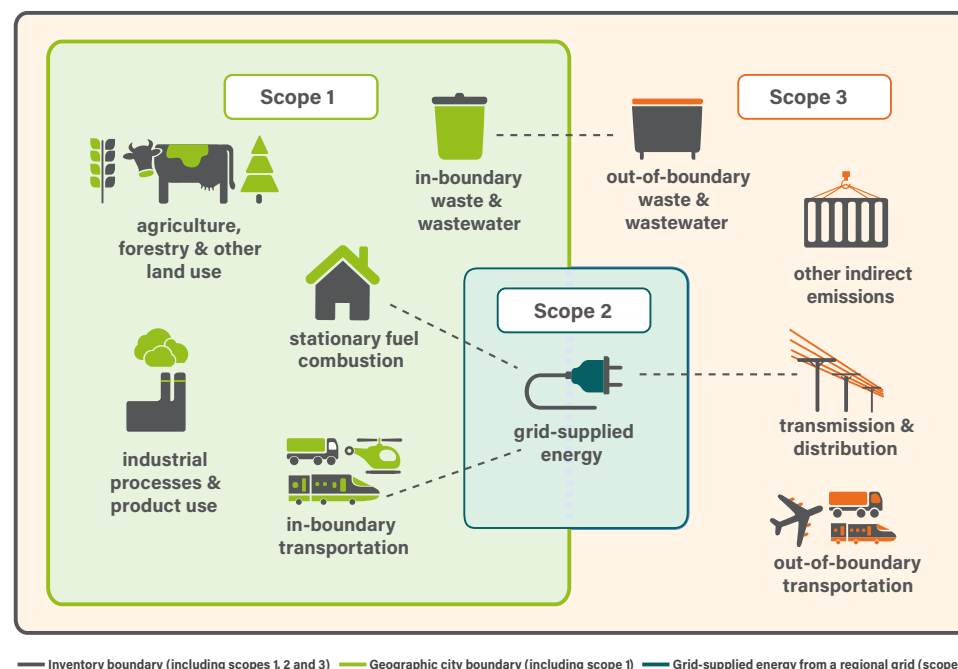 Scope 1
Scope 3
in-boundary
waste &
wastewater
out-of-boundary
waste &
wastewater
agriculture,
forestry & other
land use
other indirect
emissions
Scope 2
stationary fuel
combustion
grid-supplied
energy
transmission &
distribution
industrial
processes &
product use
in-boundary
transportation
out-of-boundary
transportation
Inventory boundary (including scopes 1, 2 and 3) Geographic city boundary (including scope 1) Grid-supplied energy from a regional grid (scope